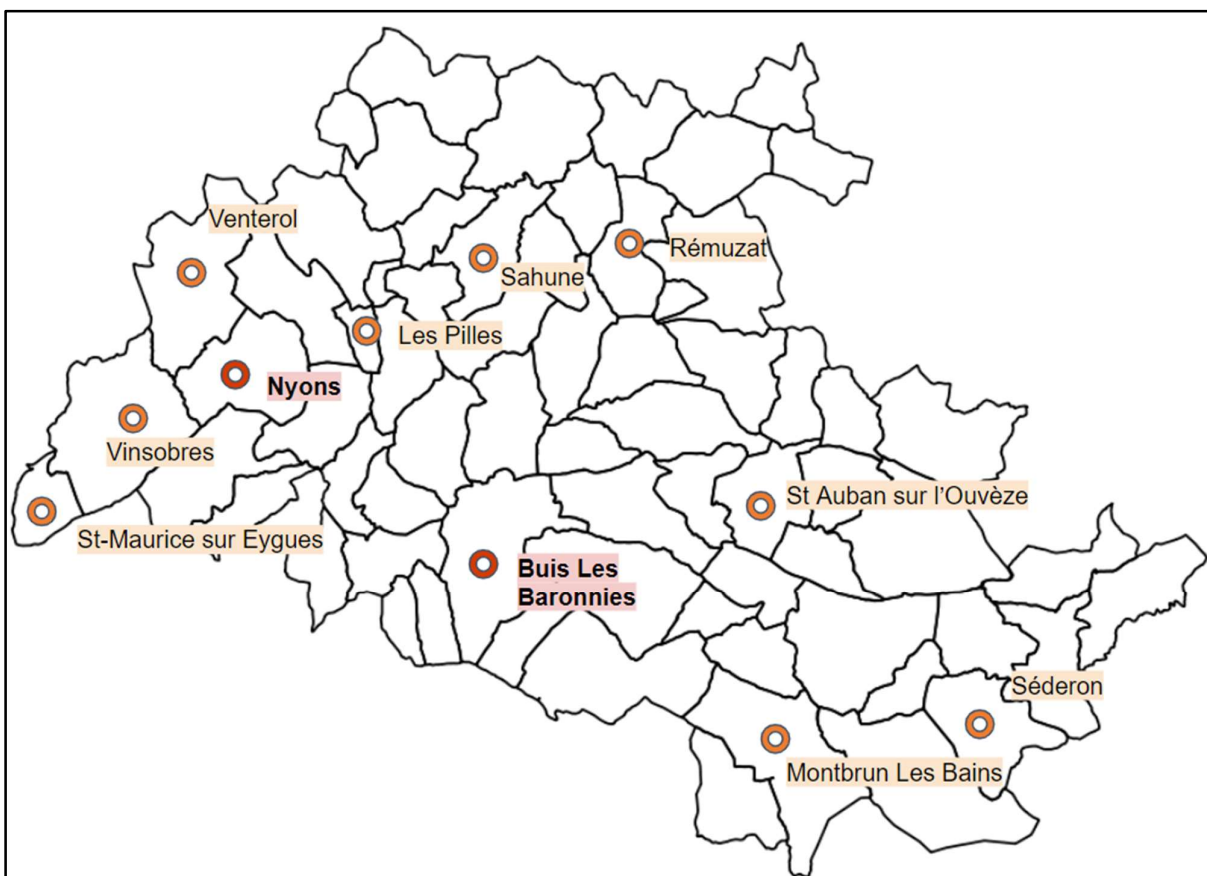 Venterol
Rémuzat
Sahune
Les Pilles
Nyons
Vinsobres
St Auban sur l'Ouvèze
St-Maurice sur Eygues
Buis Les
Baronnies
Séderon
Montbrun Les Bains